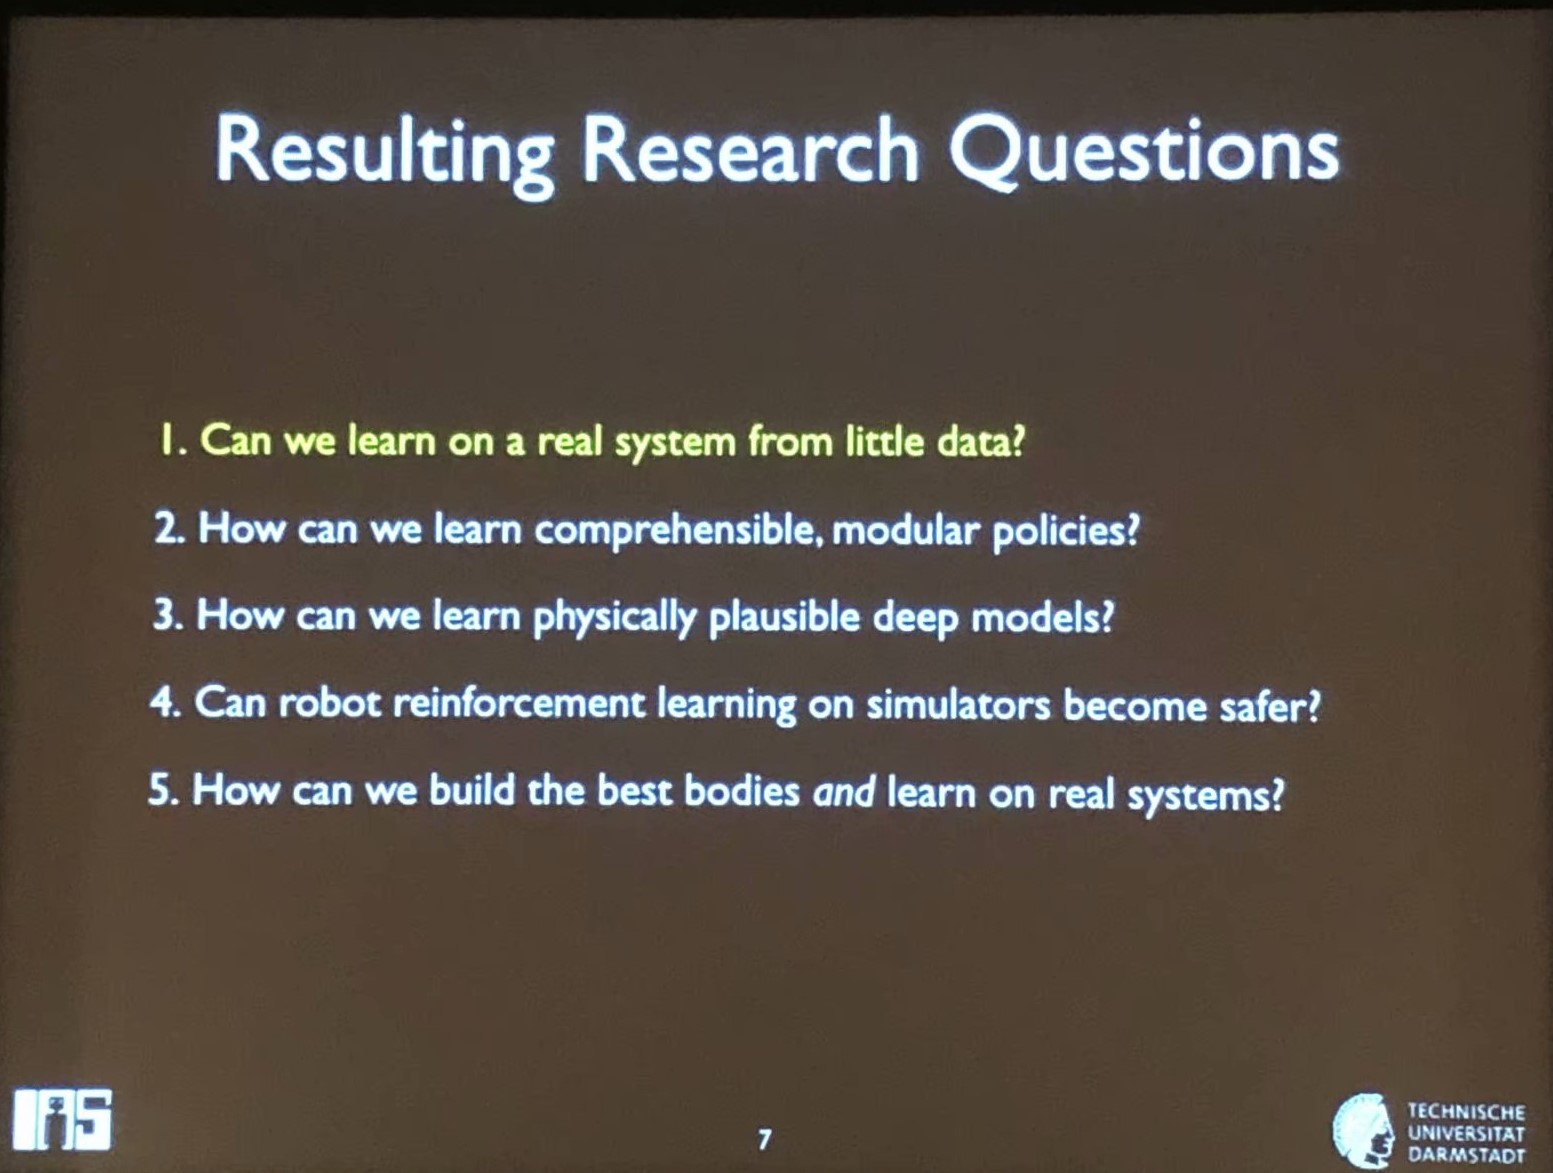 Resulting Research Questions
1. Can we learn on a real system from little data?
2. How can we learn comprehensible, modular policies?
3. How can we learn physically plausible deep models?
4. Can robot reinforcement learning on simulators become safer?
5. How can we build the best bodies and learn on real systems?
IAS
7
TECHNISCHE
UNIVERSITÄT
DARMSTADT